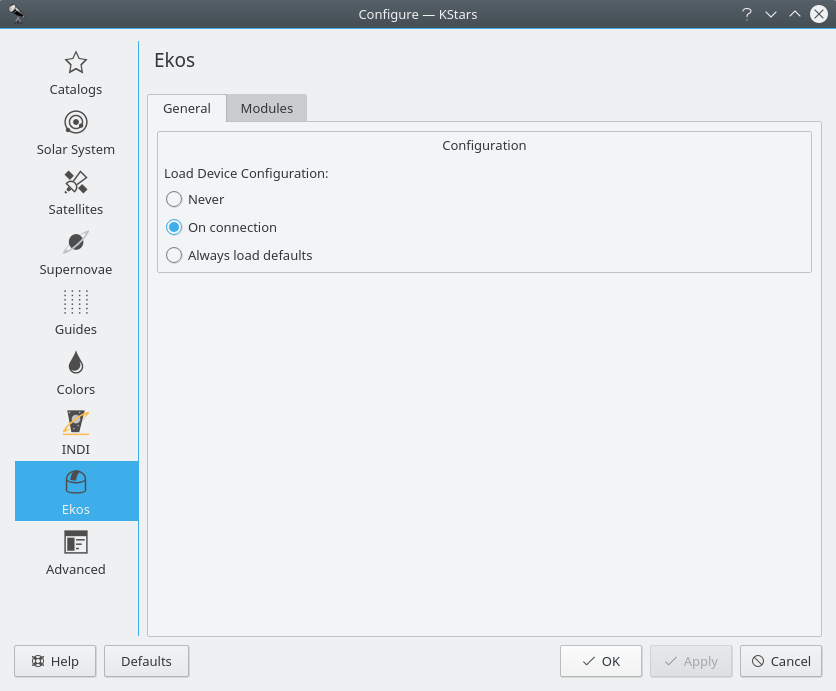 Configure — KStars
Catalogs
Solar System
Satellites
Supernovae
Guides
Colors
INDI
Ekos
Advanced
Ekos
General Modules
Configuration
Load Device Configuration:
Never
On connection
Always load defaults
Help Defaults OK Apply Cancel